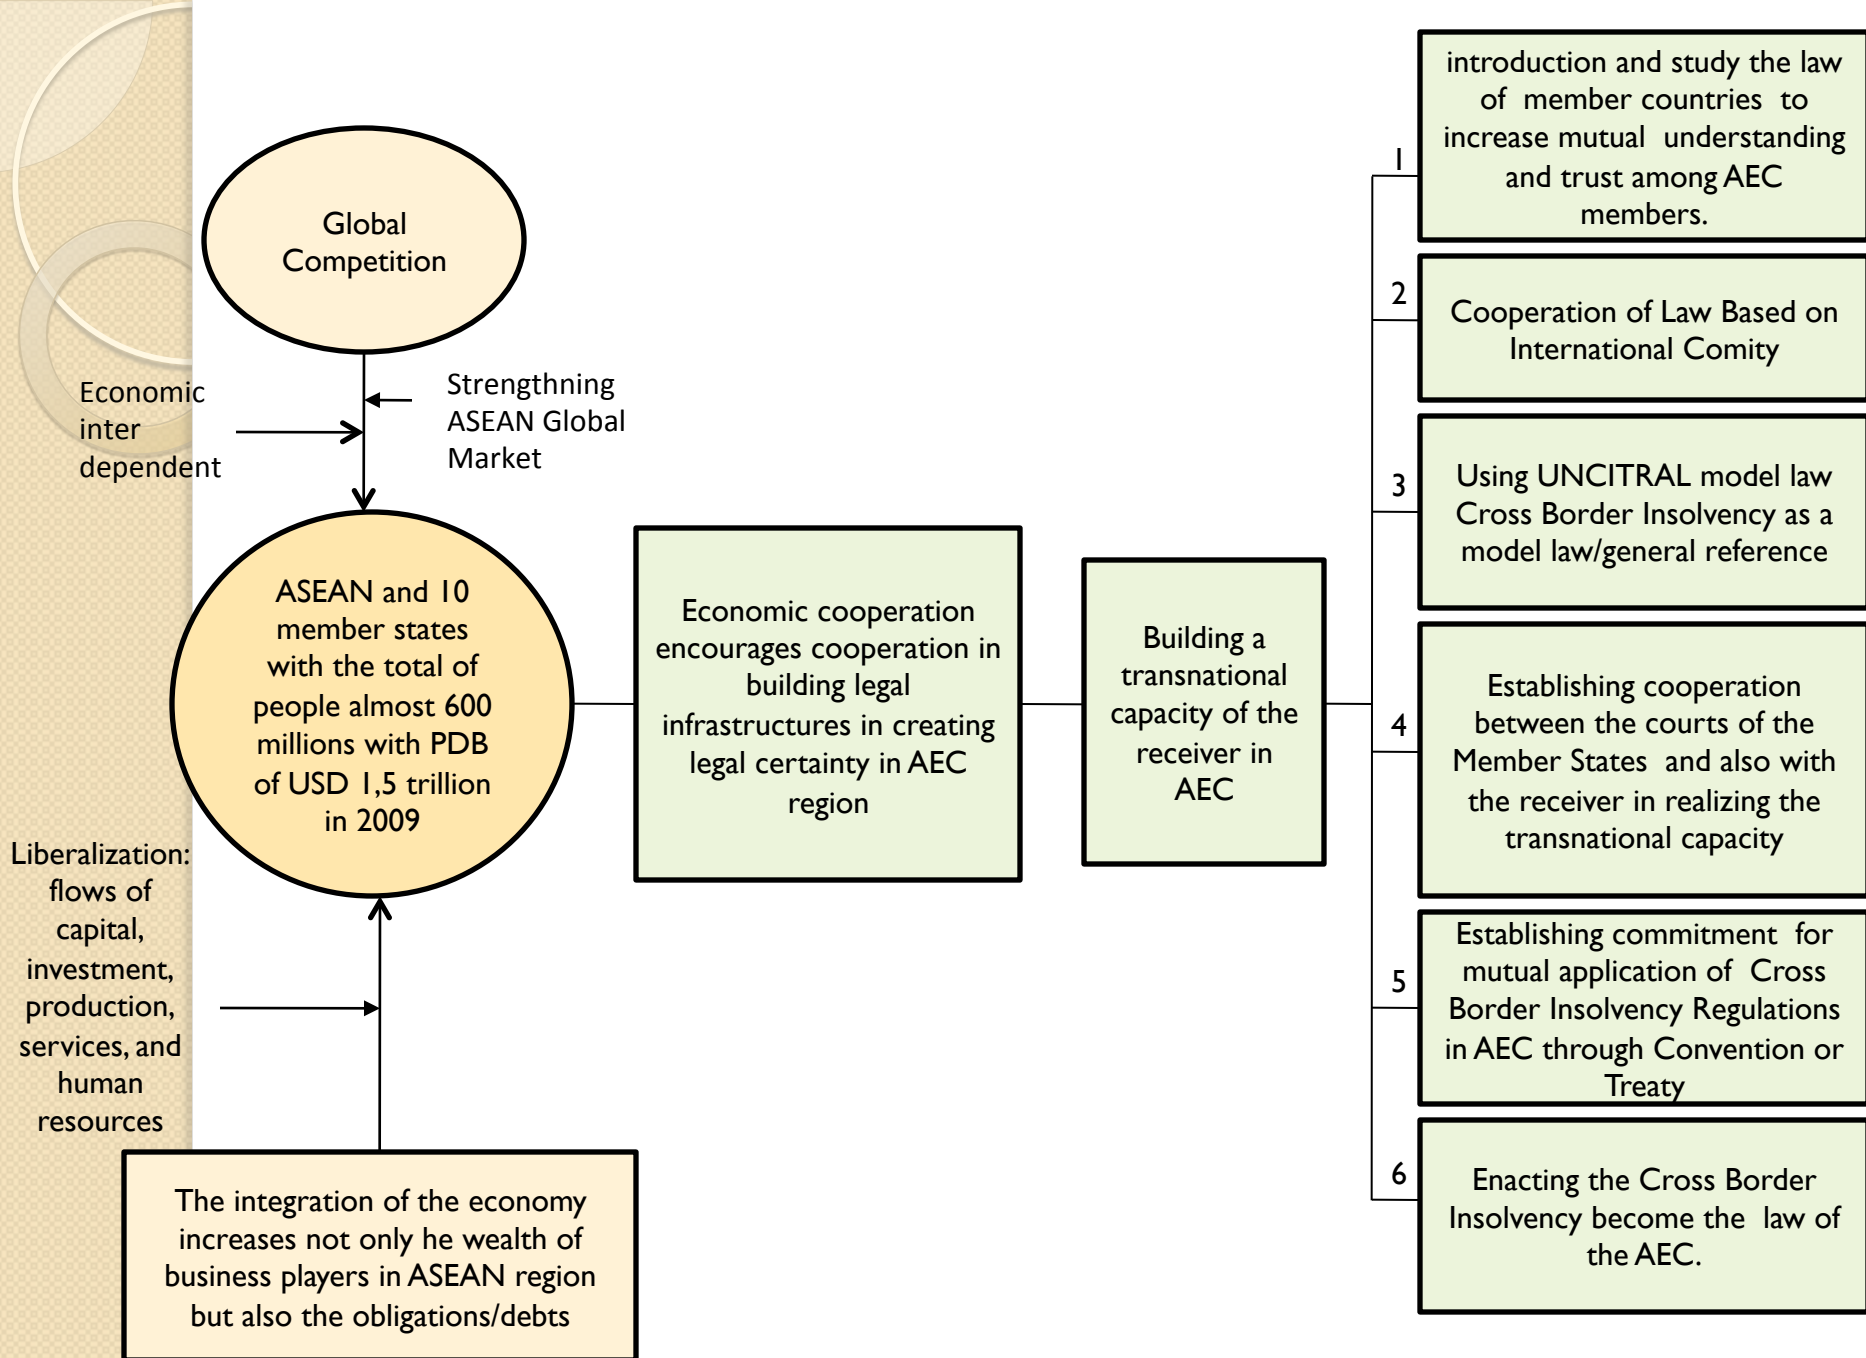 Global
Competition
Economic
inter
dependent
Strengthning
ASEAN Global
Market
ASEAN and 10
member states
with the total of
people almost 600
millions with PDB
of USD 1,5 trillion
in 2009
Liberalization:
flows of
capital,
investment,
production,
services, and
human
resources
The integration of the economy
increases not only he wealth of
business players in ASEAN region
but also the obligations/debts
Economic cooperation
encourages cooperation in
building legal
infrastructures in creating
legal certainty in AEC
region
Building a
transnational
capacity of the
receiver in
AEC
1
introduction and study the law
of member countries to
increase mutual understanding
and trust among AEC
members.
2
Cooperation of Law Based on
International Comity
3
Using UNCITRAL model law
Cross Border Insolvency as a
model law/general reference
4
Establishing cooperation
between the courts of the
Member States and also with
the receiver in realizing the
transnational capacity
5
Establishing commitment for
mutual application of Cross
Border Insolvency Regulations
in AEC through Convention or
Treaty
6
Enacting the Cross Border
Insolvency become the law of
the AEC.